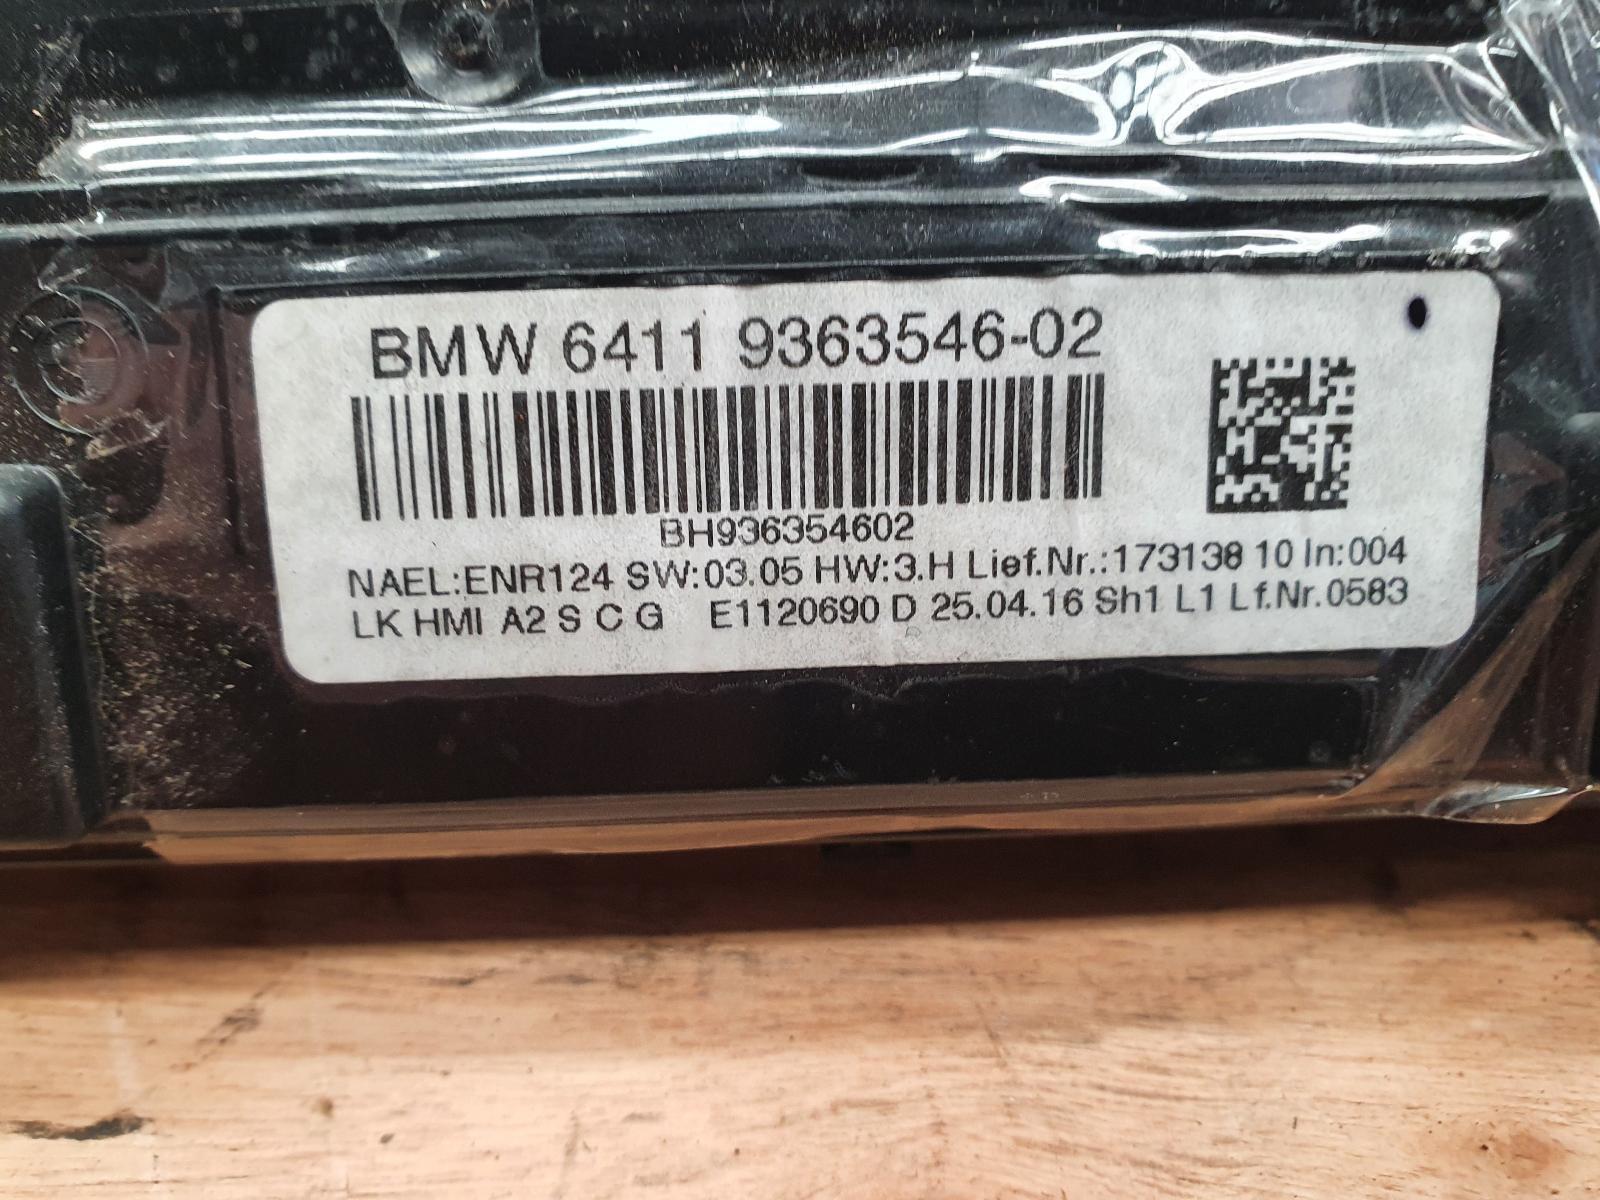 BMW 6411 9363546-02
BH936354602
NAEL:ENR124 SW:03.05 HW:3.H Lief.Nr.:173138 10 In:004
LK HMI A2 S C G E1120690 D 25.04.16 Sh1 L1 Lf.Nr.0583